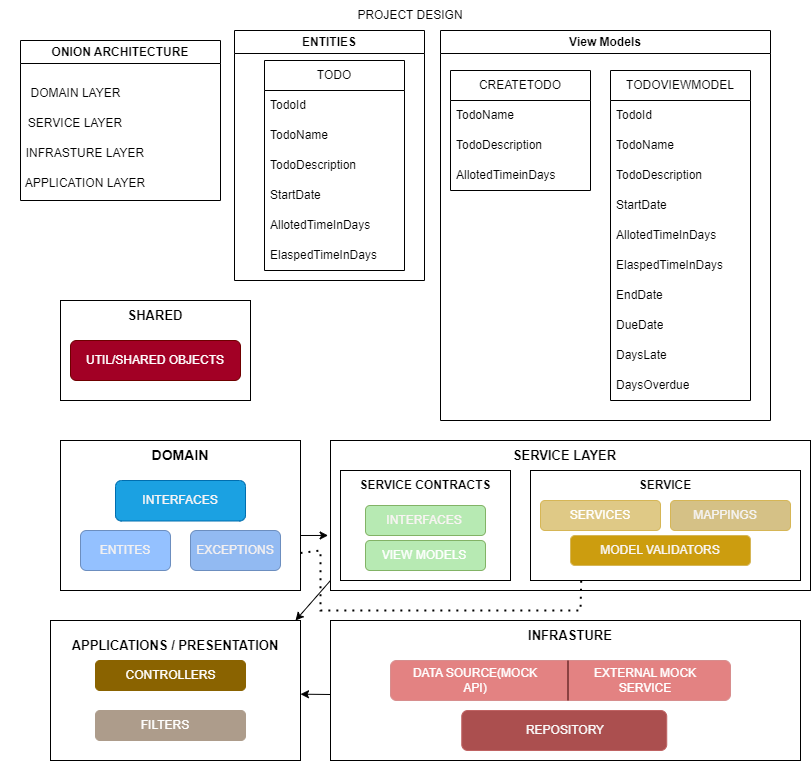 PROJECT DESIGN
ONION ARCHITECTURE
DOMAIN LAYER
SERVICE LAYER
INFRASTURE LAYER
APPLICATION LAYER
ENTITIES
TODO
TodoId
TodoName
TodoDescription
StartDate
AllotedTimeInDays
ElaspedTimeInDays
View Models
CREATETODO
TodoName
TodoDescription
AllotedTimeinDays
TODOVIEWMODEL
TodoId
TodoName
TodoDescription
StartDate
AllotedTimeInDays
ElaspedTimeInDays
EndDate
DueDate
DaysLate
DaysOverdue
SHARED
UTIL/SHARED OBJECTS
DOMAIN
INTERFACES
ENTITES
EXCEPTIONS
SERVICE LAYER
SERVICE CONTRACTS
INTERFACES
VIEW MODELS
SERVICE
SERVICES
MAPPINGS
MODEL VALIDATORS
APPLICATIONS / PRESENTATION
CONTROLLERS
FILTERS
INFRASTURE
DATA SOURCE(MOCK
API)
EXTERNAL MOCK
SERVICE
REPOSITORY